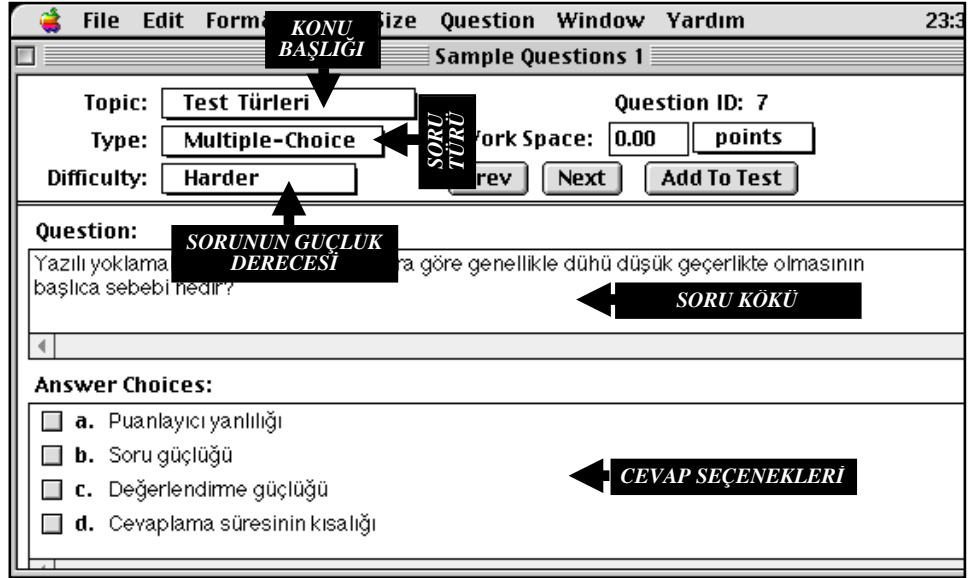 File Edit Forma ize Question Window Yardım 23:3
KONU
BAŞLIĞI
Sample Questions 1
Topic: Test Türleri Question ID: 7
Type: Multiple-Choice SORU TÜRÜ ork Space: 0.00 points
Difficulty: Harder rev Next Add To Test
Question:
SORUNUN GUÇLUK
DERECESİ
Yazılı yoklama ra göre genellikle dühü düşük geçerlikte olmasının
başlıca sebebi nedir?
SORU KÖKÜ
Answer Choices:
a. Puanlayıcı yanlılığı
b. Soru güçlüğü
c. Değerlendirme güçlüğü
d. Cevaplama süresinin kısalığı
CEVAP SEÇENEKLERİ